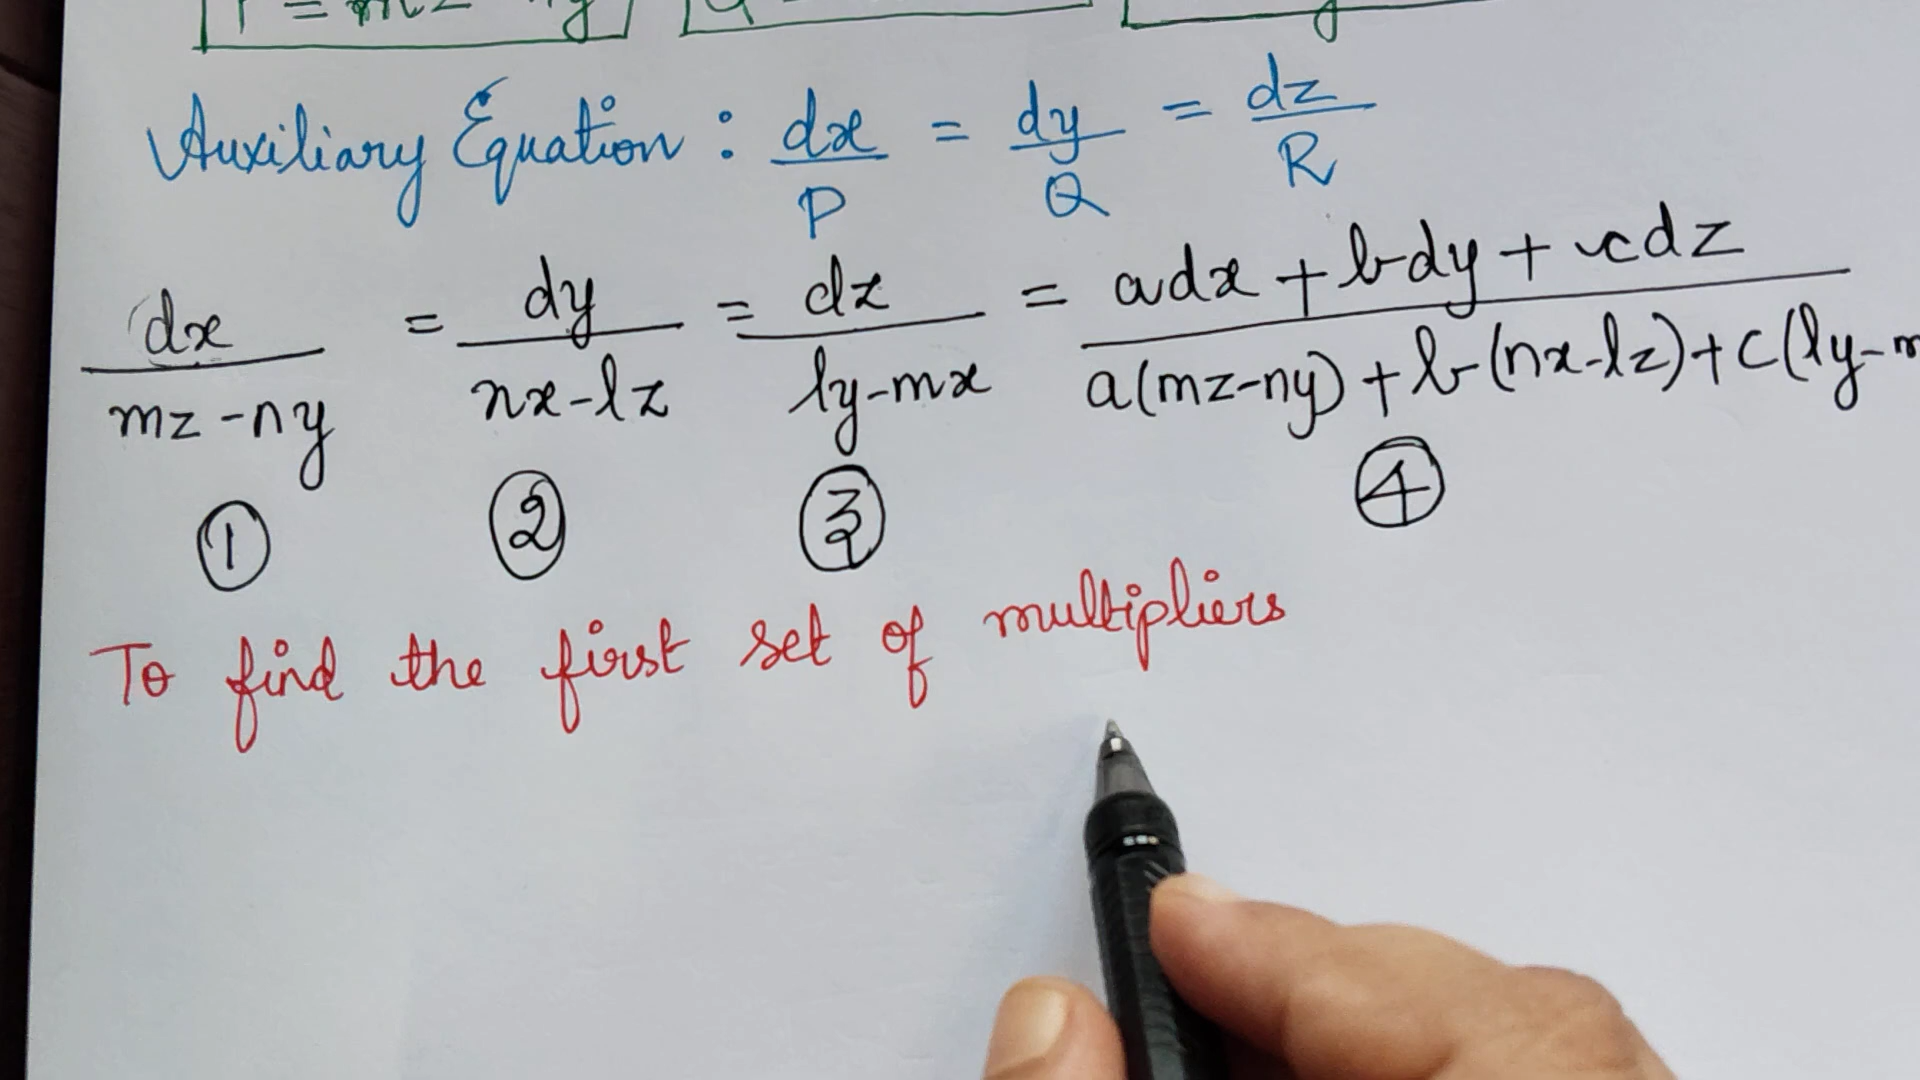 Auxiliary Equation : dx/P = dy/Q = dz/R
dx/mz-ny = dy/nx-lz = dz/ly-mx = adx+bdy+cdz/a(mz-ny)+b(nx-lz)+c(ly-m
① ② ③ ④
To find the first set of multipliers